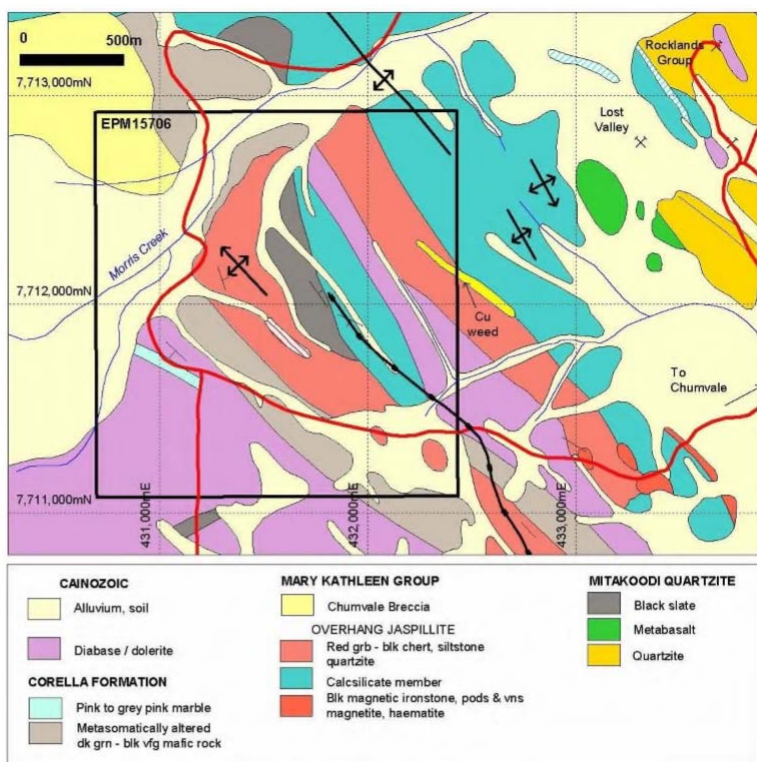 0 500m
7,713,000mN
EPM15706
Rocklands
Group
Lost
Valley
Morris Creek
7,712,000mN
Cu
weed
To
Chumvale
7,711,000mN
431,000mE
432,000mE
433,000mE
CAINOZOIC
Alluvium, soil
Diabase / dolerite
CORELLA FORMATION
Pink to grey pink marble
Metasomatically altered
dk grn - blk vfg mafic rock
MARY KATHLEEN GROUP
Chumvale Breccia
OVERHANG JASPILLITE
Red grb - blk chert, siltstone
quartzite
Calcsilicate member
Blk magnetic ironstone, pods & vns
magnetite, haematite
MITAKOODI QUARTZITE
Black slate
Metabasalt
Quartzite